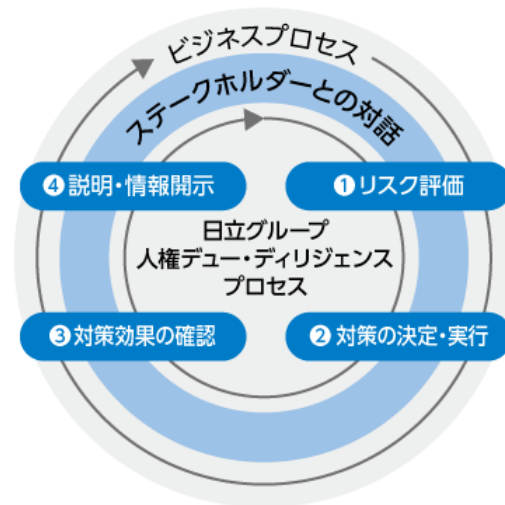 ビジネスプロセス
ステークホルダーとの対話
❹説明・情報開示
❶リスク評価
日立グループ
人権デュー・ディリジェンス
プロセス
❸対策効果の確認
❷対策の決定・実行